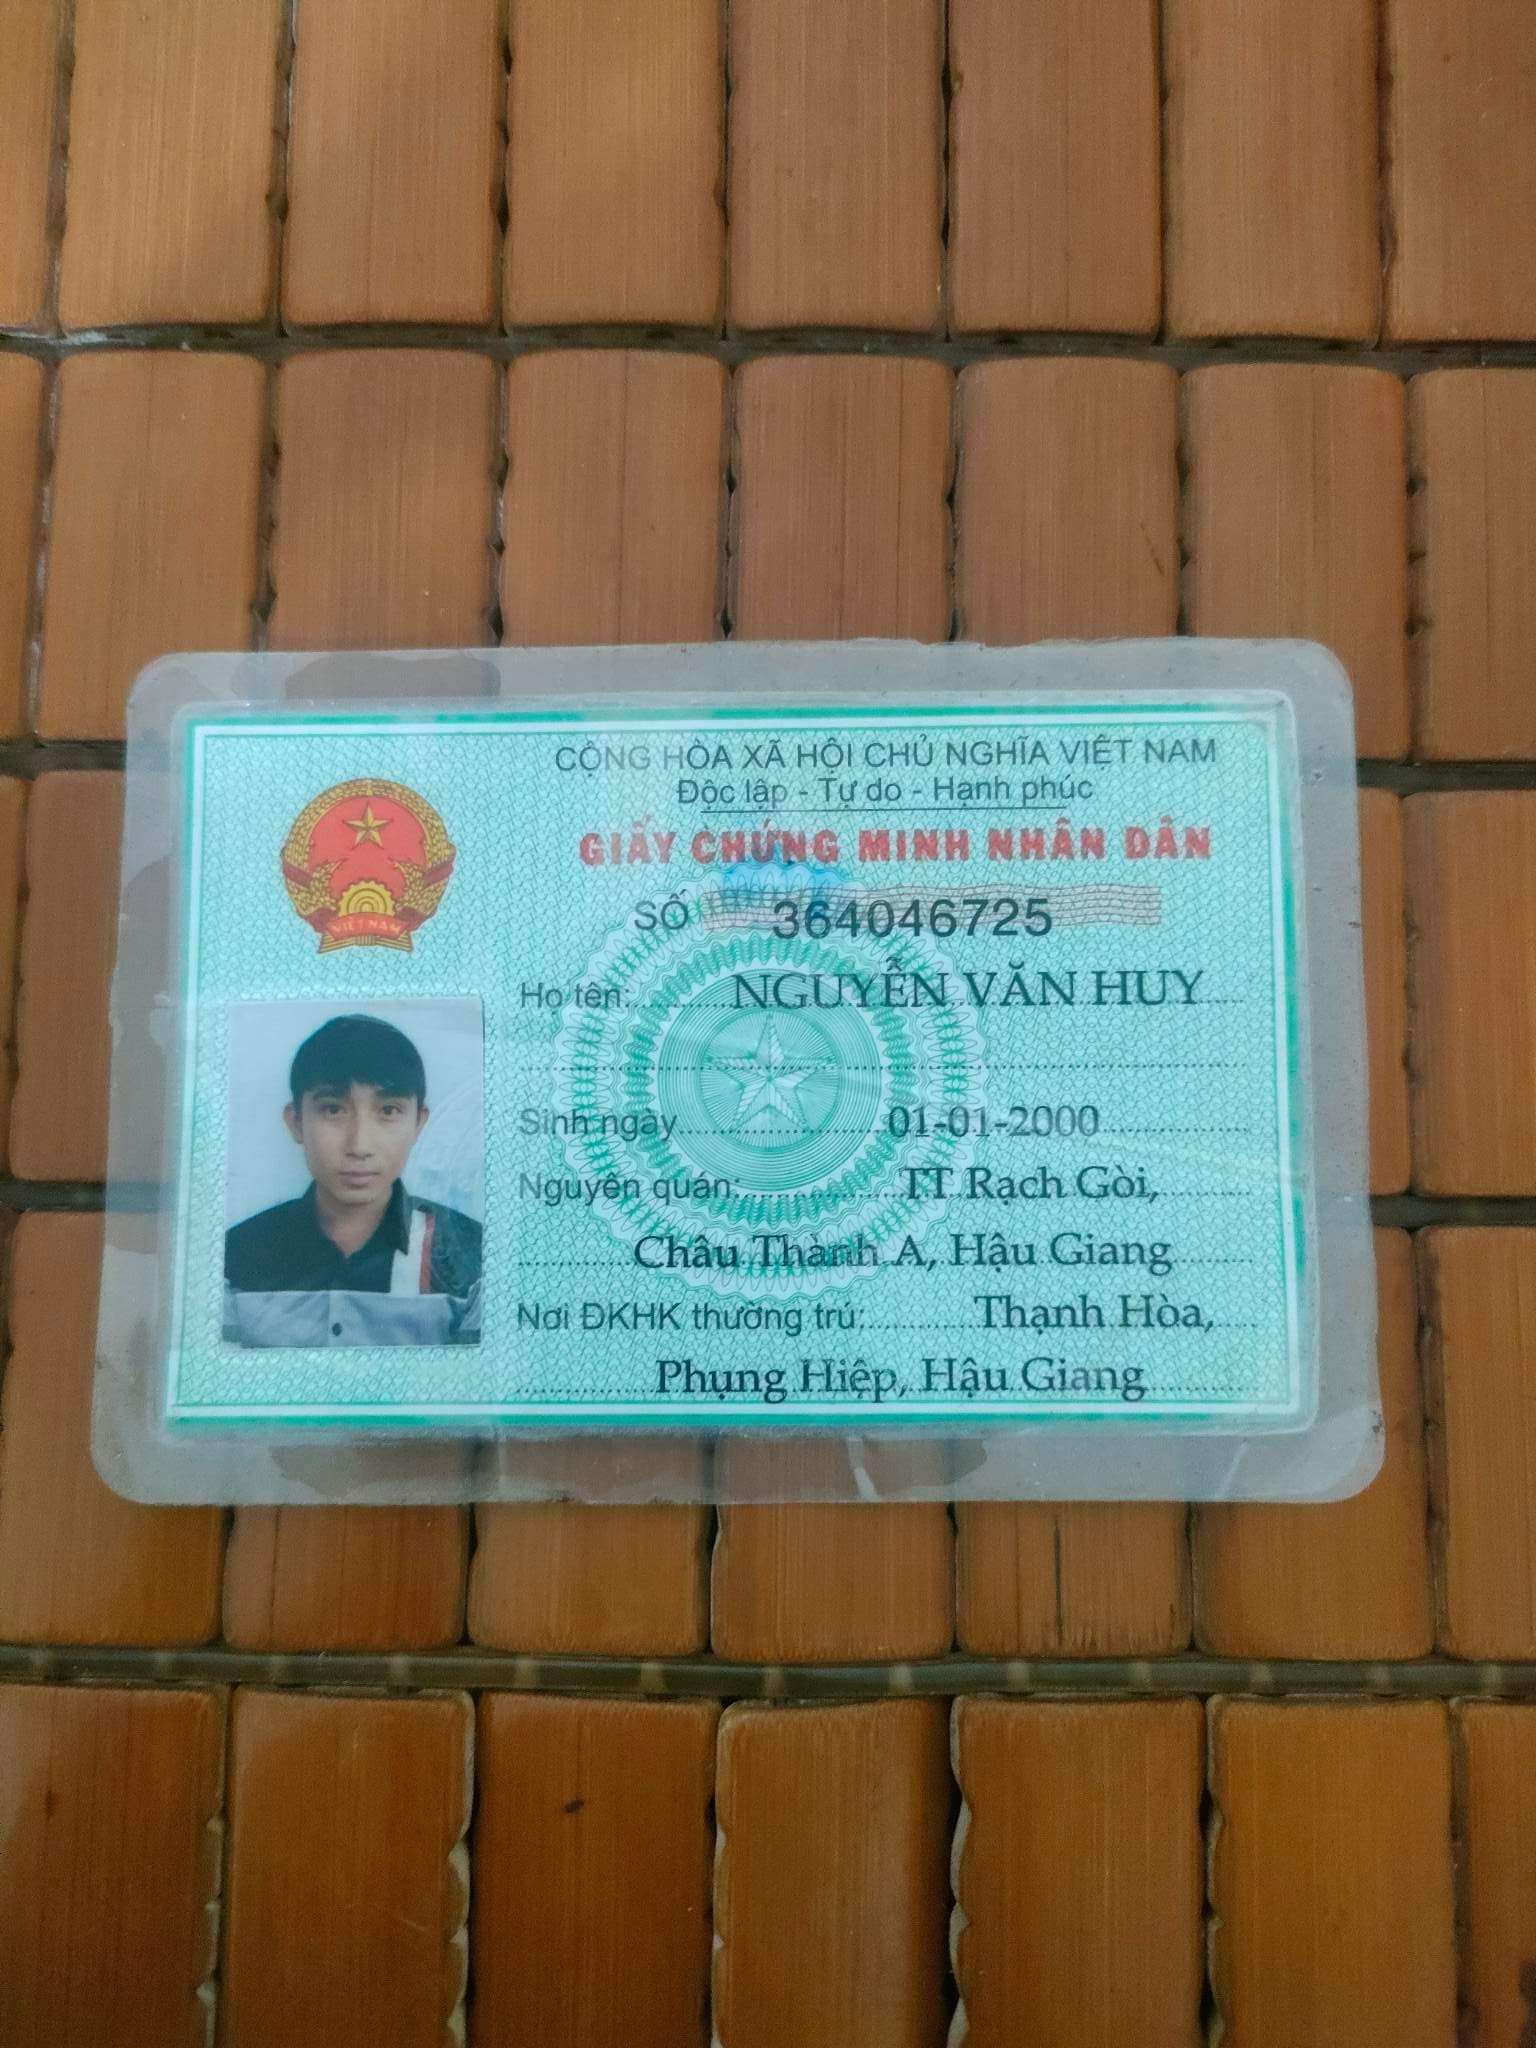 CỘNG HÒA XÃ HỘI CHỦ NGHĨA VIỆT NAM
Độc lập - Tự do - Hạnh phúc
GIẤY CHỨNG MINH NHÂN DÂN
SỐ 364046725
VIỆT NAM
Họ tên: NGUYỄN VĂN HUY
Sinh ngày 01-01-2000
Nguyên quán: TT Rạch Gòi,
Châu Thành A, Hậu Giang
Nơi ĐKHK thường trú: Thạnh Hòa,
Phụng Hiệp, Hậu Giang